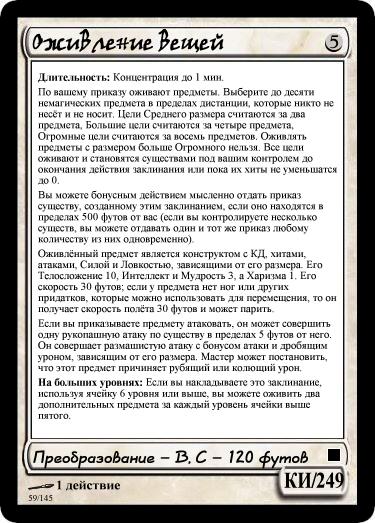 Оживление вещей 5
Длительность: Концентрация до 1 мин.
По вашему приказу оживают предметы. Выберите до десяти
немагических предмета в пределах дистанции, которые никто не
несёт и не носит. Цели Среднего размера считаются за два
предмета, Большие цели считаются за четыре предмета,
Огромные цели считаются за восемь предметов. Оживлять
предметы с размером больше Огромного нельзя. Все цели
оживают и становятся существами под вашим контролем до
окончания действия заклинания или пока их хиты не уменьшатся
до 0.
Вы можете бонусным действием мысленно отдать приказ
существу, созданному этим заклинанием, если оно находятся в
пределах 500 футов от вас (если вы контролируете несколько
существ, вы можете отдавать один и тот же приказ любому
количеству из них одновременно).
Оживлённый предмет является конструктом с КД, хитами,
атаками, Силой и Ловкостью, зависящими от его размера. Его
Телосложение 10, Интеллект и Мудрость 3, а Харизма 1. Его
скорость 30 футов; если у предмета нет ног или других
придатков, которые можно использовать для перемещения, то он
получает скорость полёта 30 футов и может парить.
Если вы приказываете предмету атаковать, он может совершить
одну рукопашную атаку по существу в пределах 5 футов от него.
Он совершает размашистую атаку с бонусом атаки и дробящим
уроном, зависящим от его размера. Мастер может постановить,
что этот предмет причиняет рубящий или колющий урон.
На больших уровнях: Если вы накладываете это заклинание,
используя ячейку 6 уровня или выше, вы можете оживить два
дополнительных предмета за каждый уровень ячейки выше
пятого.
Преобразование – В, С – 120 футов
КИ/249
1 действие
59/145